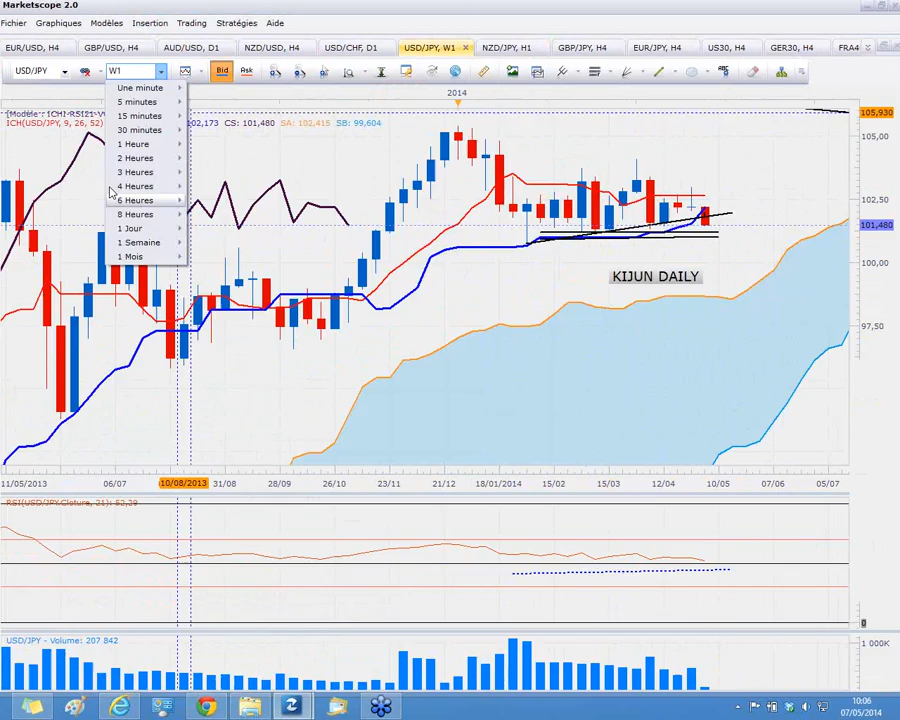 Marketscope 2.0
Fichier Graphiques Modèles Insertion Trading Stratégies Aide
EUR/USD, H4 GBP/USD, H4 AUD/USD, D1 NZD/USD, H4 USD/CHF, D1 USD/JPY, W1 NZD/JPY, H1 GBP/JPY, H4 EUR/JPY, H4 US30, H4 GER30, H4 FRA4
USD/JPY W1 Bid Ask ABC
Une minute
5 minutes
15 minutes
30 minutes
1 Heure
2 Heures
3 Heures
4 Heures
6 Heures
8 Heures
1 Jour
1 Semaine
1 Mois
2014
[Modèle : ICHI-RSI21-V
ICH(USD/JPY, 9, 26, 52) 02,173 CS: 101,480 SA: 102,415 SB: 99,604
105,930
105,00
102,50
101,480
100,00
97,50
KIJUN DAILY
11/05/2013 06/07 10/08/2013 31/08 28/09 26/10 23/11 21/12 18/01/2014 15/02 15/03 12/04 10/05 07/06 05/07
RSI(USD/JPY.Cloture, 21): 52,29
0
USD/JPY - Volume: 207 842
1 000K
10:06
07/05/2014